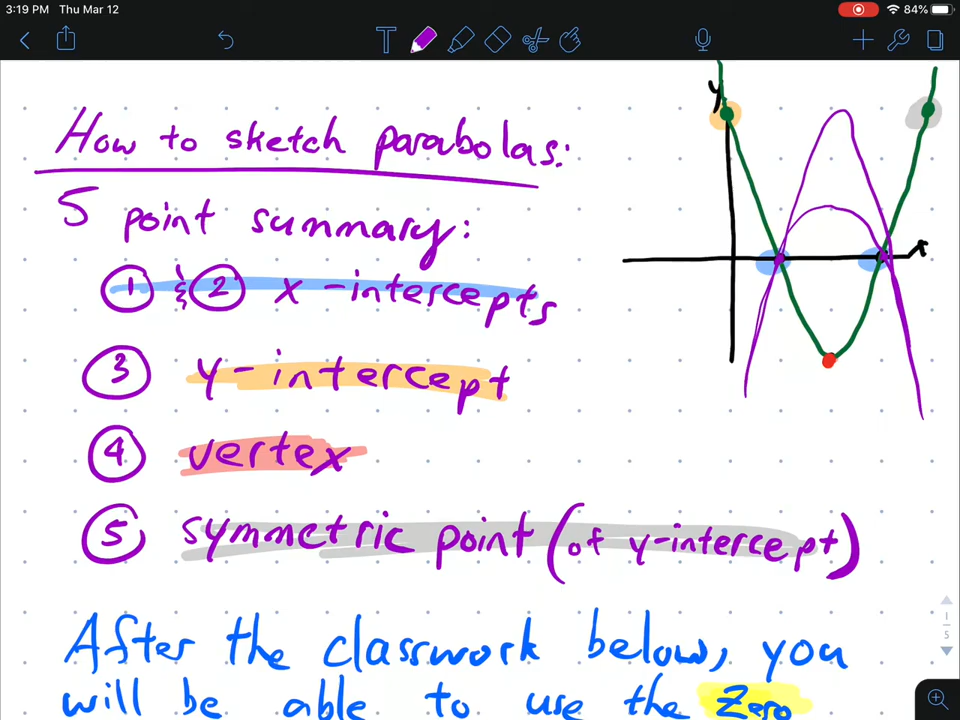 3:19 PM Thu Mar 12
84%
T
y
x
How to sketch parabolas:
5 point summary:
① & ② x-intercepts
③ y-intercept
④ vertex
⑤ symmetric point (of y-intercept)
1
5
After the classwork below, you
will be able to use the Zero